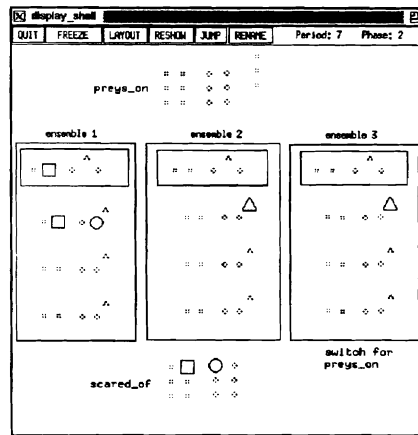 display_shell
QUIT FREEZE LAYOUT RESHOW JUMP RENAME Period: 7 Phase: 2
preys_on
ensemble 1 ensemble 2 ensemble 3
switch for
preys_on
scared_of